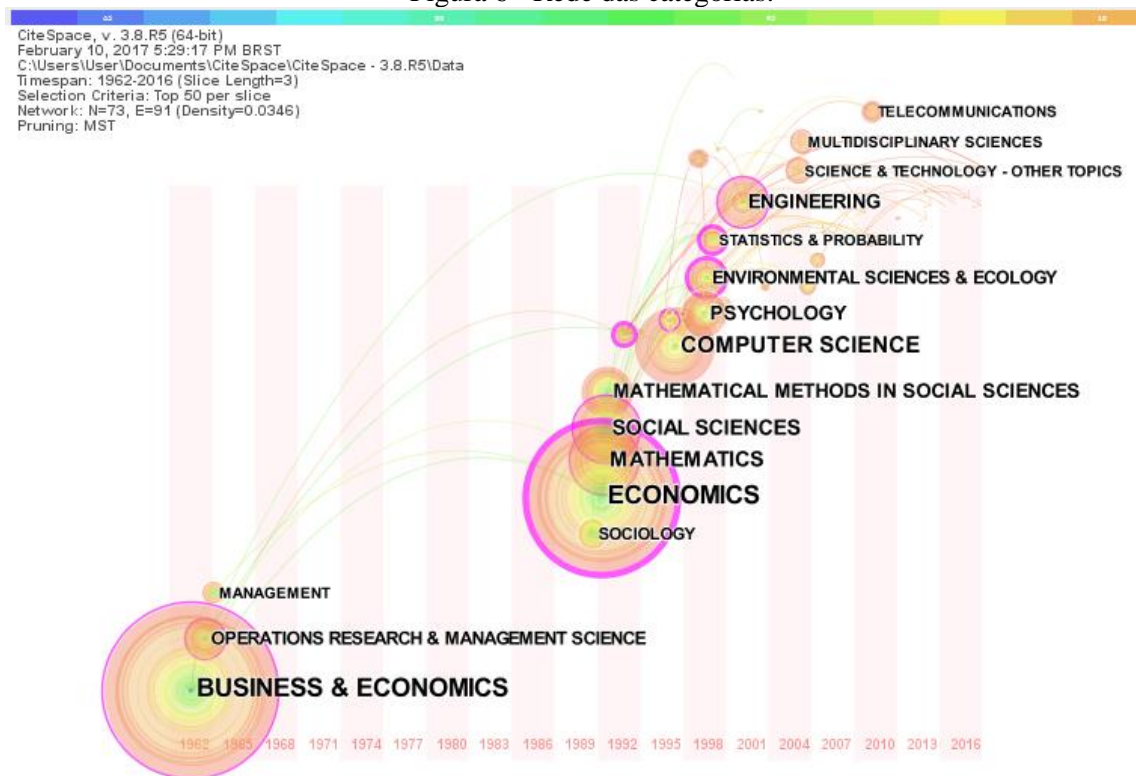 CiteSpace, v. 3.8.R5 (64-bit)
February 10, 2017 5:29:17 PM BRST
C:\Users\User\Documents\CiteSpace\CiteSpace - 3.8.R5\Data
Timespan: 1962-2016 (Slice Length=3)
Selection Criteria: Top 50 per slice
Network: N=73, E=91 (Density=0.0346)
Pruning: MST
TELECOMMUNICATIONS
MULTIDISCIPLINARY SCIENCES
SCIENCE & TECHNOLOGY - OTHER TOPICS
ENGINEERING
STATISTICS & PROBABILITY
ENVIRONMENTAL SCIENCES & ECOLOGY
PSYCHOLOGY
COMPUTER SCIENCE
MATHEMATICAL METHODS IN SOCIAL SCIENCES
SOCIAL SCIENCES
MATHEMATICS
ECONOMICS
SOCIOLOGY
MANAGEMENT
OPERATIONS RESEARCH & MANAGEMENT SCIENCE
BUSINESS & ECONOMICS
1962 1965 1968 1971 1974 1977 1980 1983 1986 1989 1992 1995 1998 2001 2004 2007 2010 2013 2016